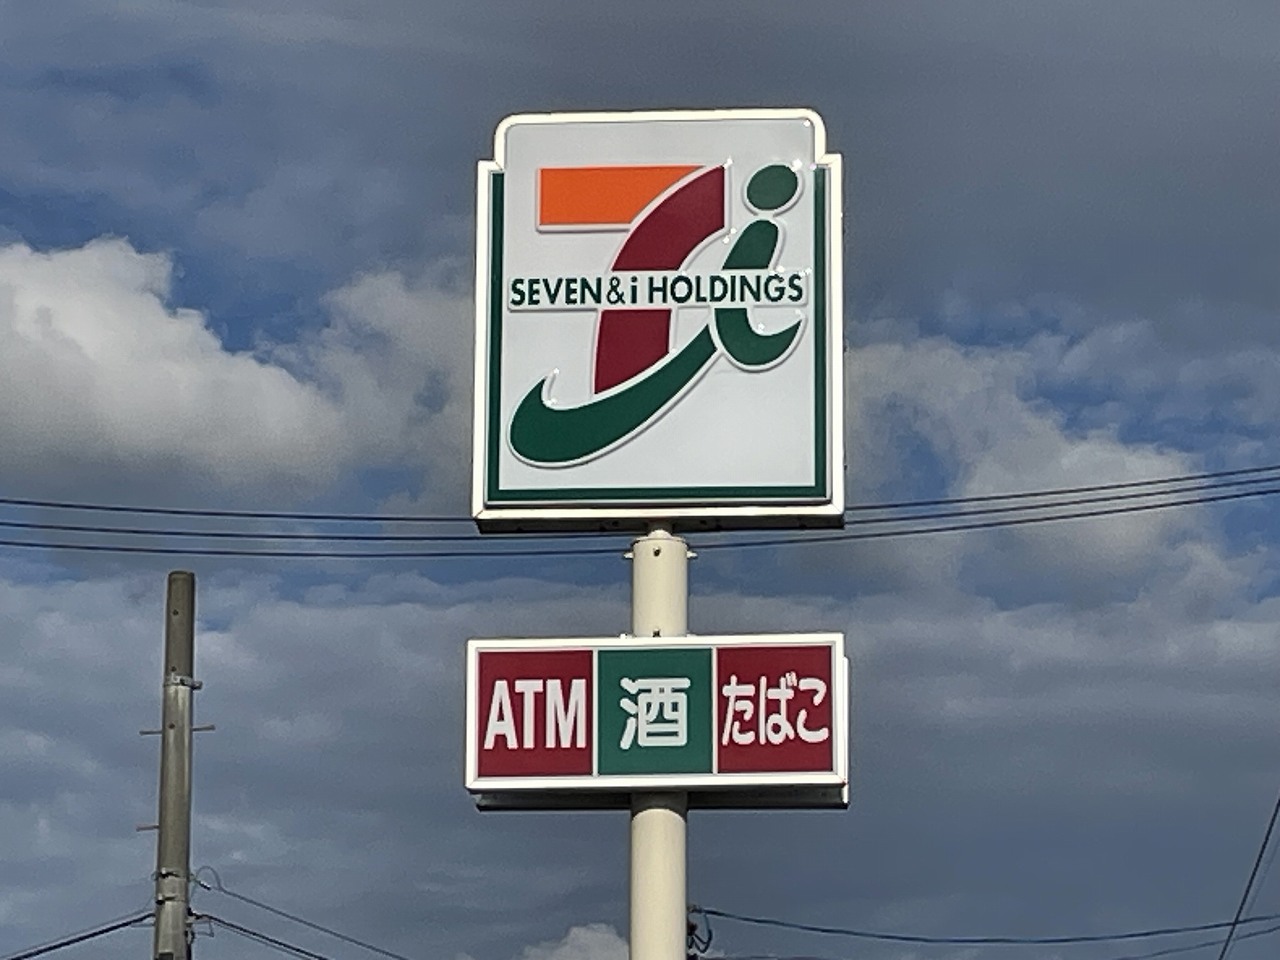 SEVEN&i HOLDINGS
ATM 酒 たばこ